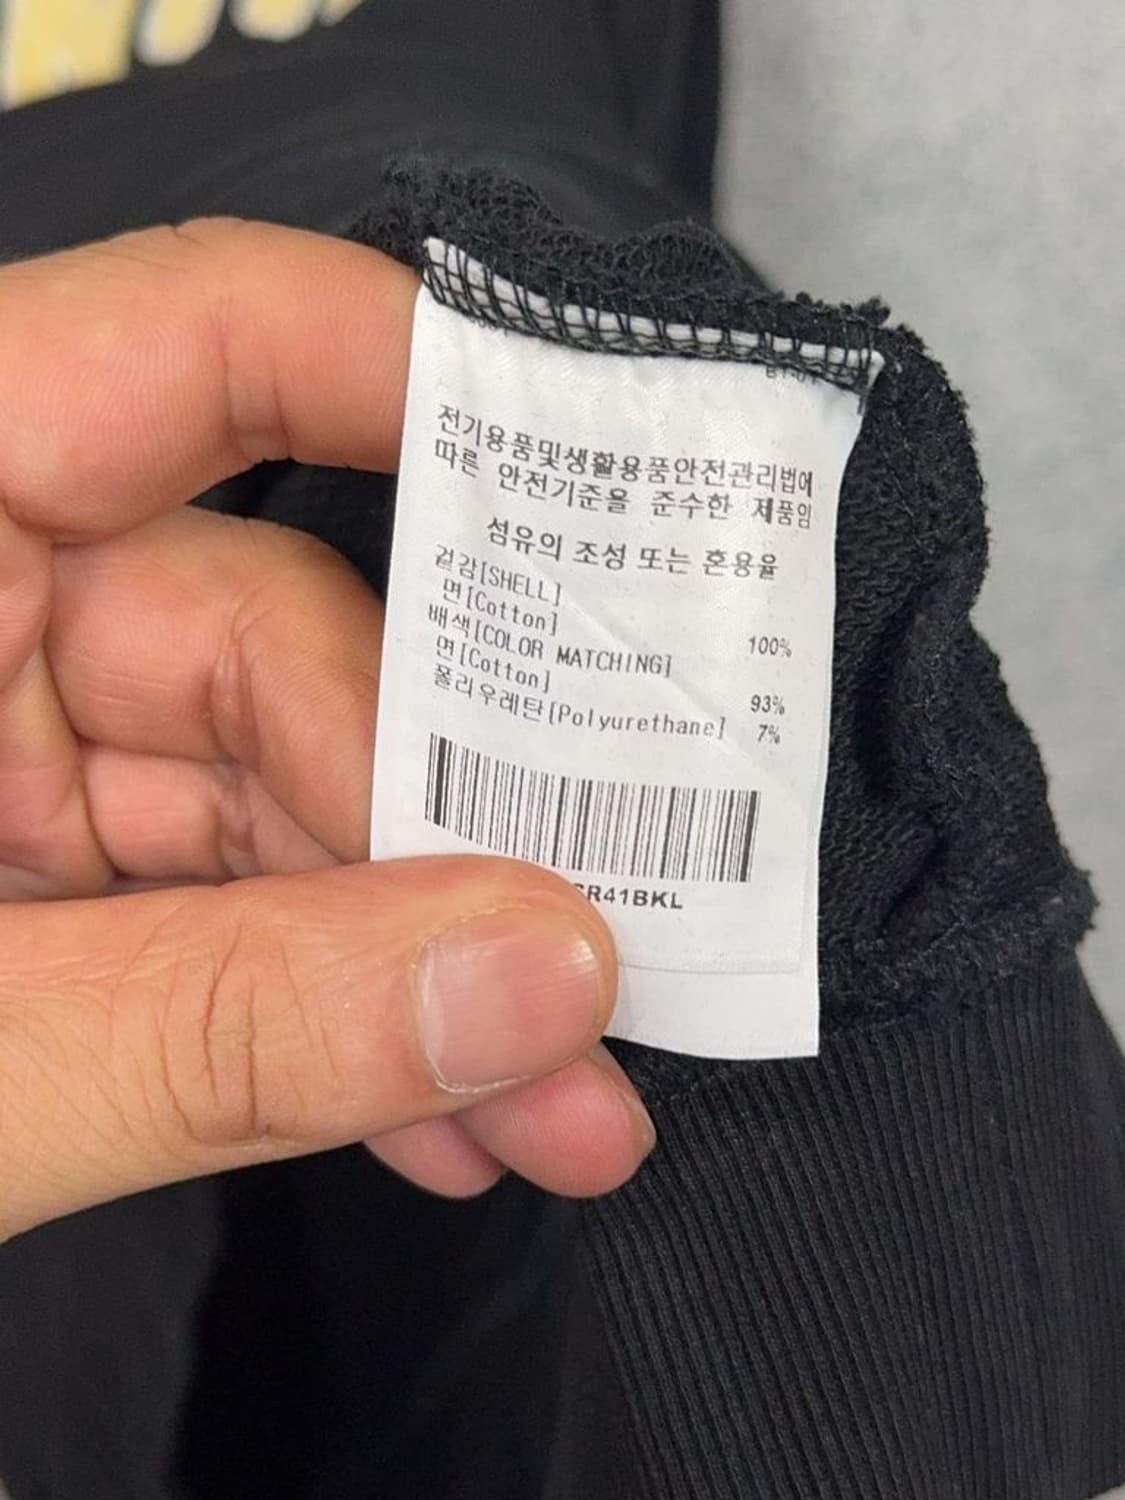 전기용품및생활용품안전관리법에
따른 안전기준을 준수한 제품임
섬유의 조성 또는 혼용율
겉감[SHELL]
면[Cotton] 100%
배색[COLOR MATCHING]
면[Cotton] 93%
폴리우레탄[Polyurethane] 7%
R41BKL